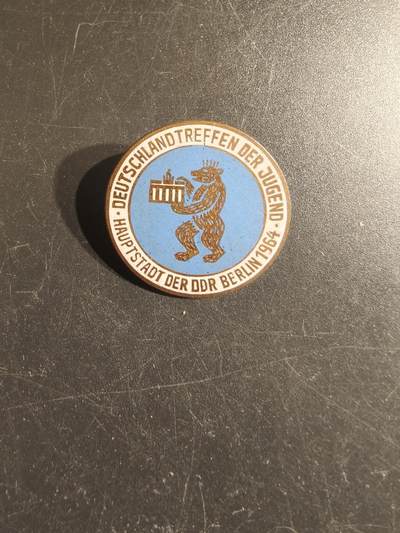 · DEUTSCHLANDTREFFEN DER JUGEND ·
HAUPTSTADT DER DDR BERLIN 1964